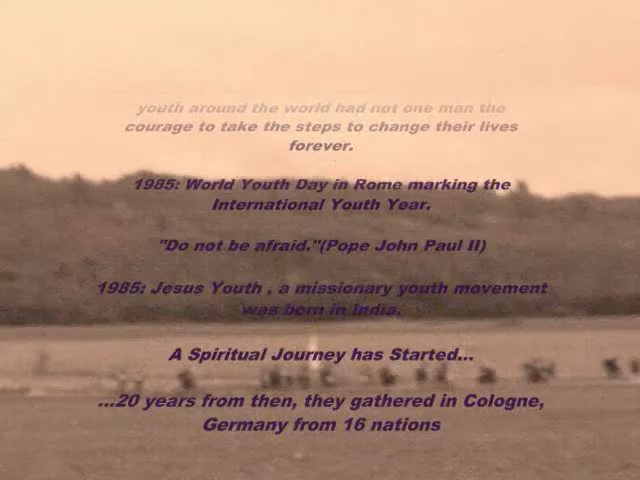 youth around the world had not one man the
courage to take the steps to change their lives
forever.
1985: World Youth Day in Rome marking the
International Youth Year.
"Do not be afraid."(Pope John Paul II)
1985: Jesus Youth , a missionary youth movement
was born in India.
A Spiritual Journey has Started...
...20 years from then, they gathered in Cologne,
Germany from 16 nations